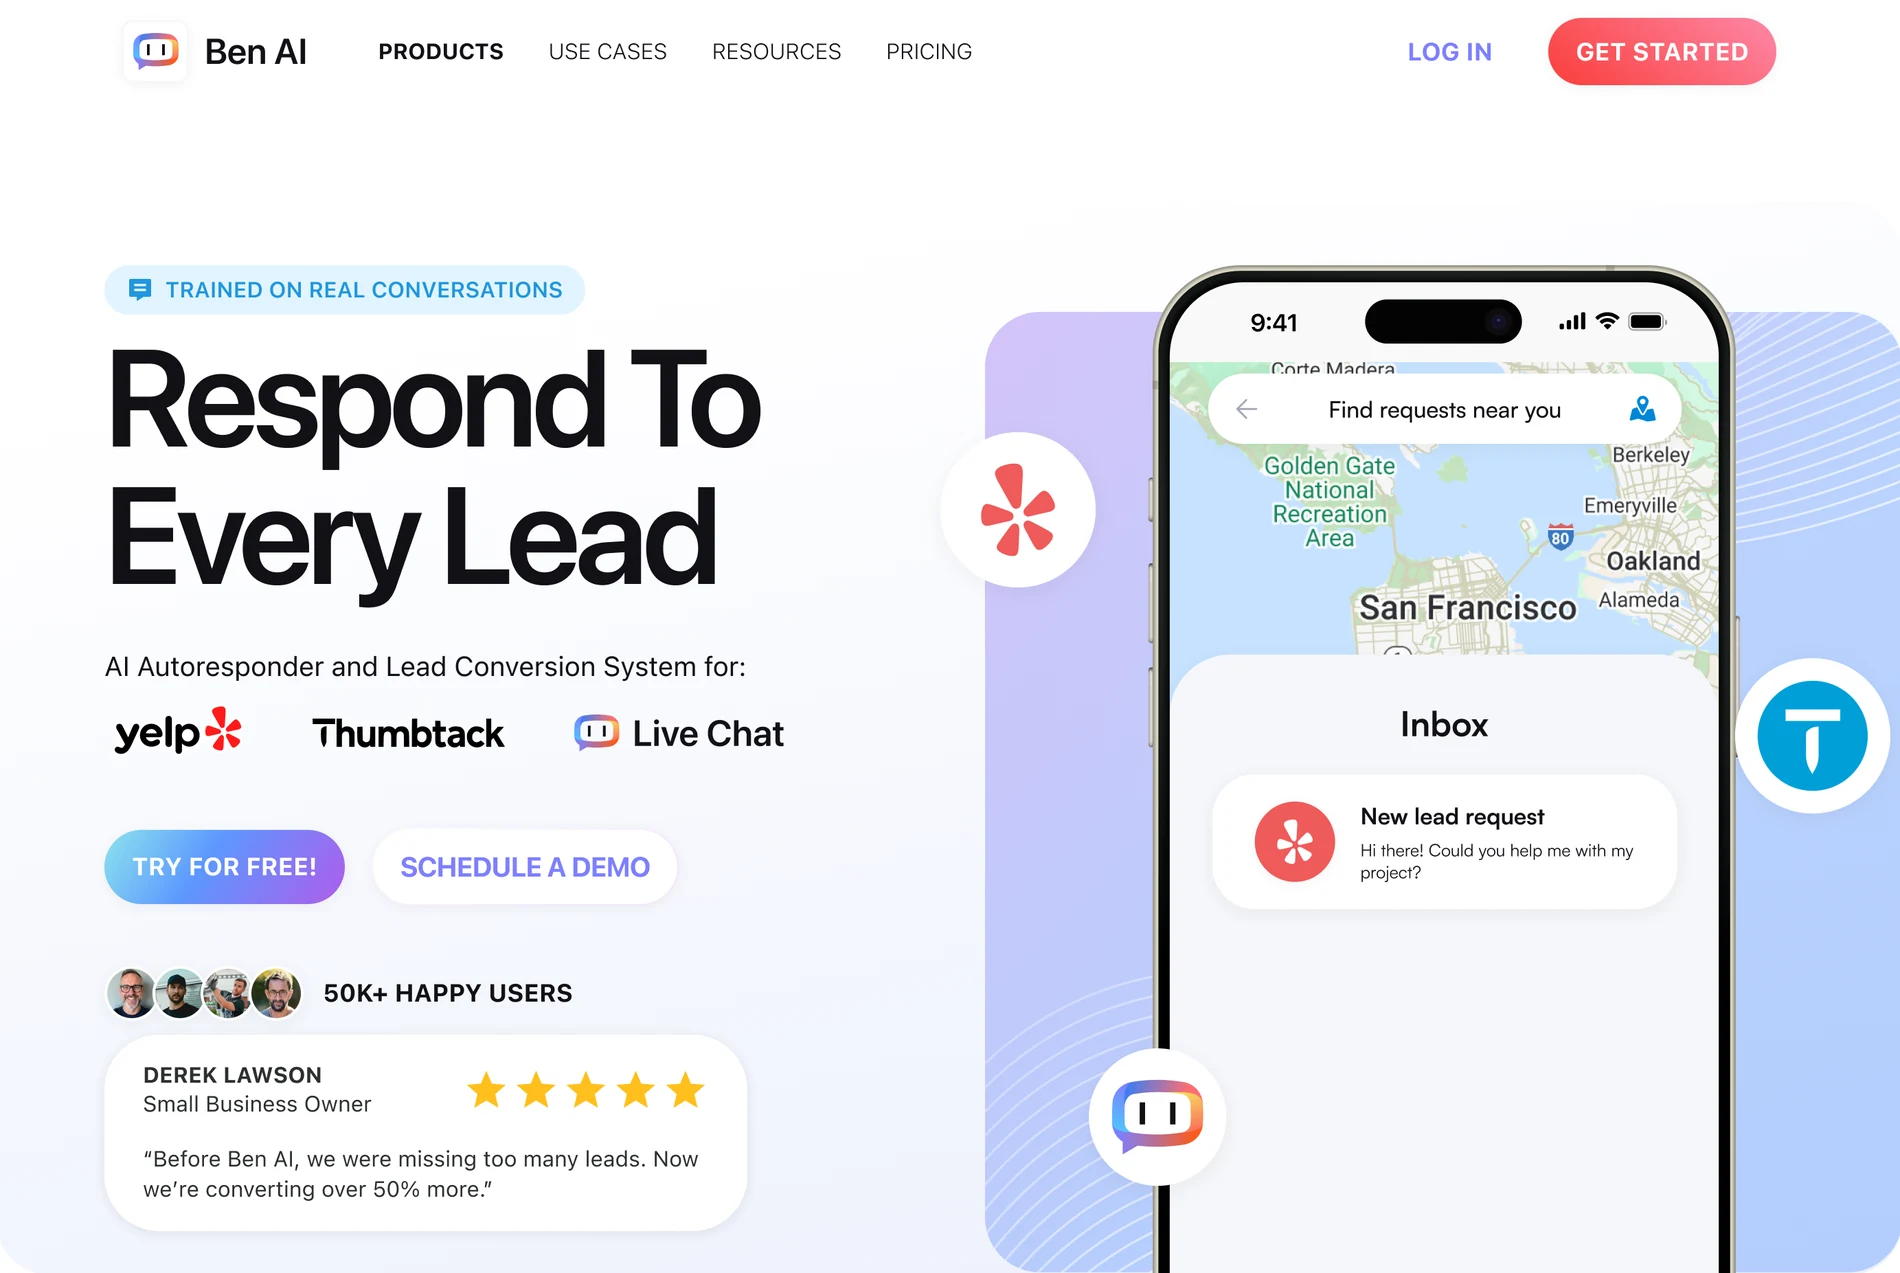 Ben AI
PRODUCTS
USE CASES
RESOURCES
PRICING
LOG IN
GET STARTED
TRAINED ON REAL CONVERSATIONS
Respond To
Every Lead
AI Autoresponder and Lead Conversion System for:
yelp
Thumbtack
Live Chat
TRY FOR FREE!
SCHEDULE A DEMO
50K+ HAPPY USERS
DEREK LAWSON
Small Business Owner
“Before Ben AI, we were missing too many leads. Now
we’re converting over 50% more.”
9:41
Corte Madera
Find requests near you
Berkeley
Golden Gate
National
Recreation
Area
Emeryville
80
Oakland
San Francisco
Alameda
Inbox
New lead request
Hi there! Could you help me with my
project?